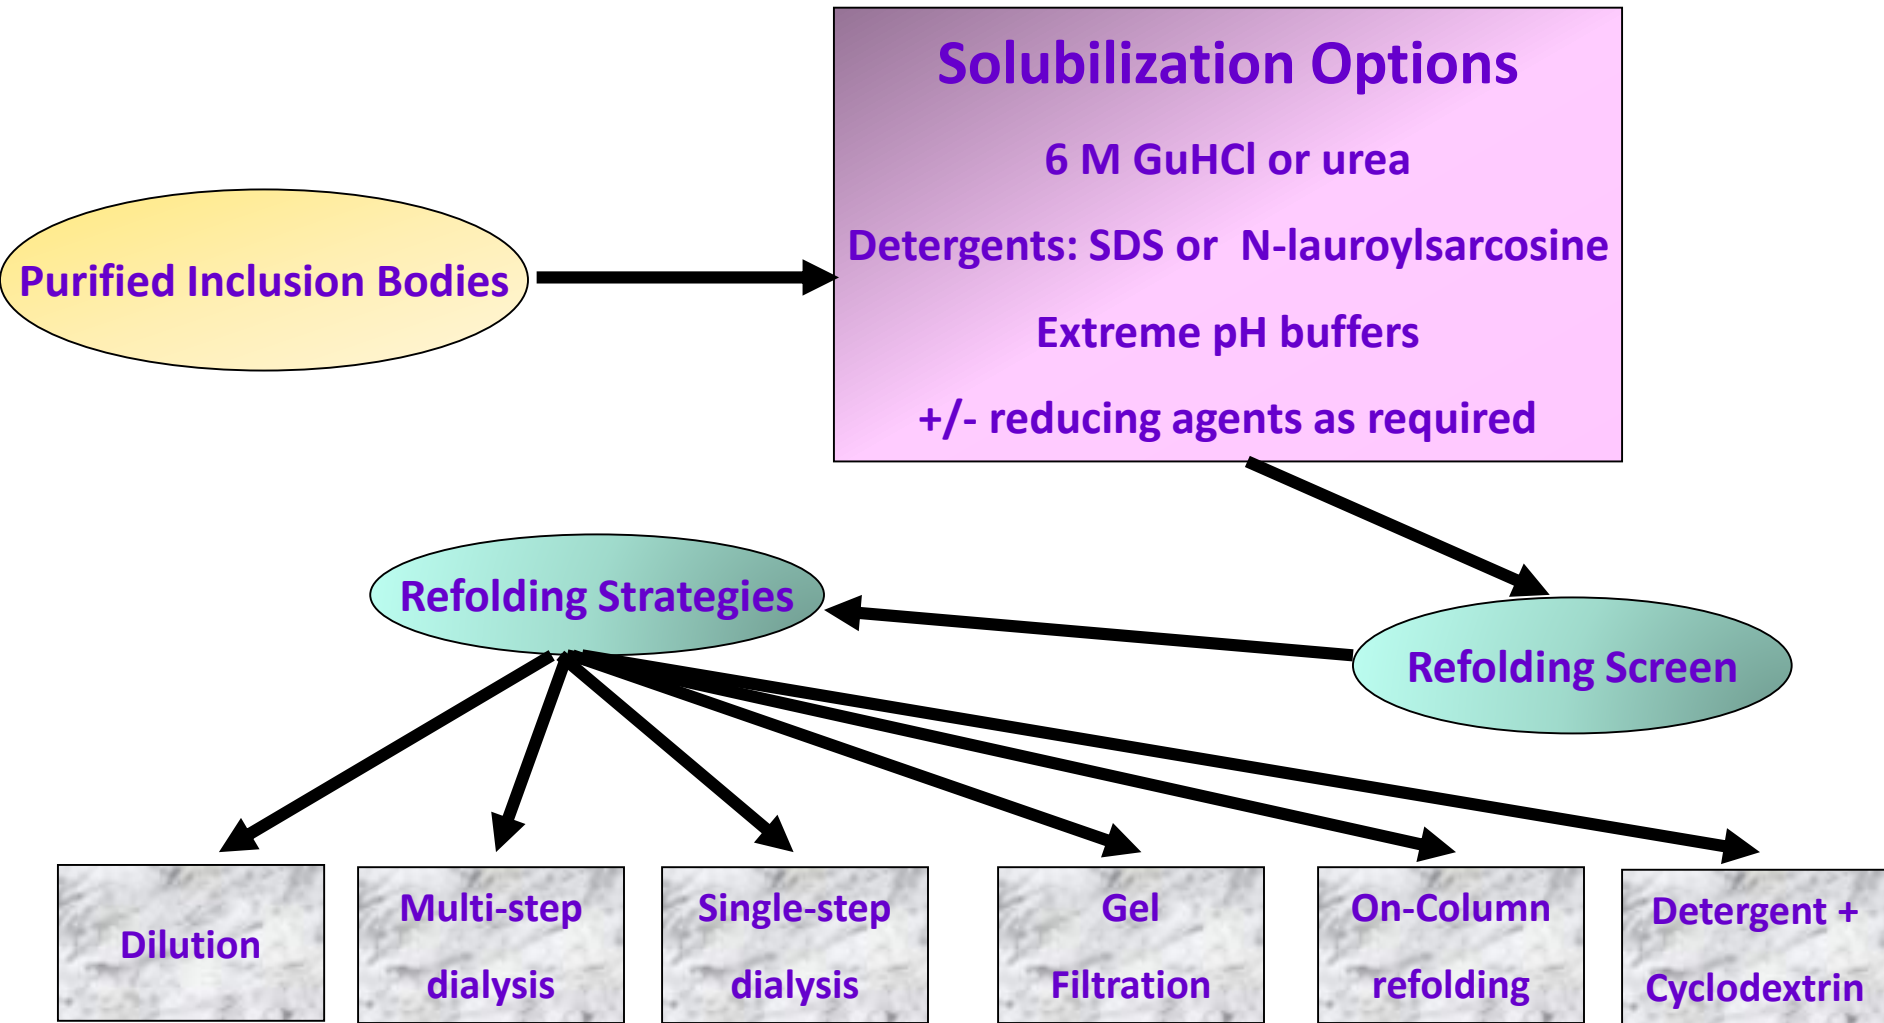 Solubilization Options
6 M GuHCl or urea
Detergents: SDS or  N-lauroylsarcosine
Extreme pH buffers
+/- reducing agents as required
Purified Inclusion Bodies
Refolding Strategies
Refolding Screen
Dilution
Multi-step
dialysis
Single-step
dialysis
Gel
Filtration
On-Column
refolding
Detergent +
Cyclodextrin